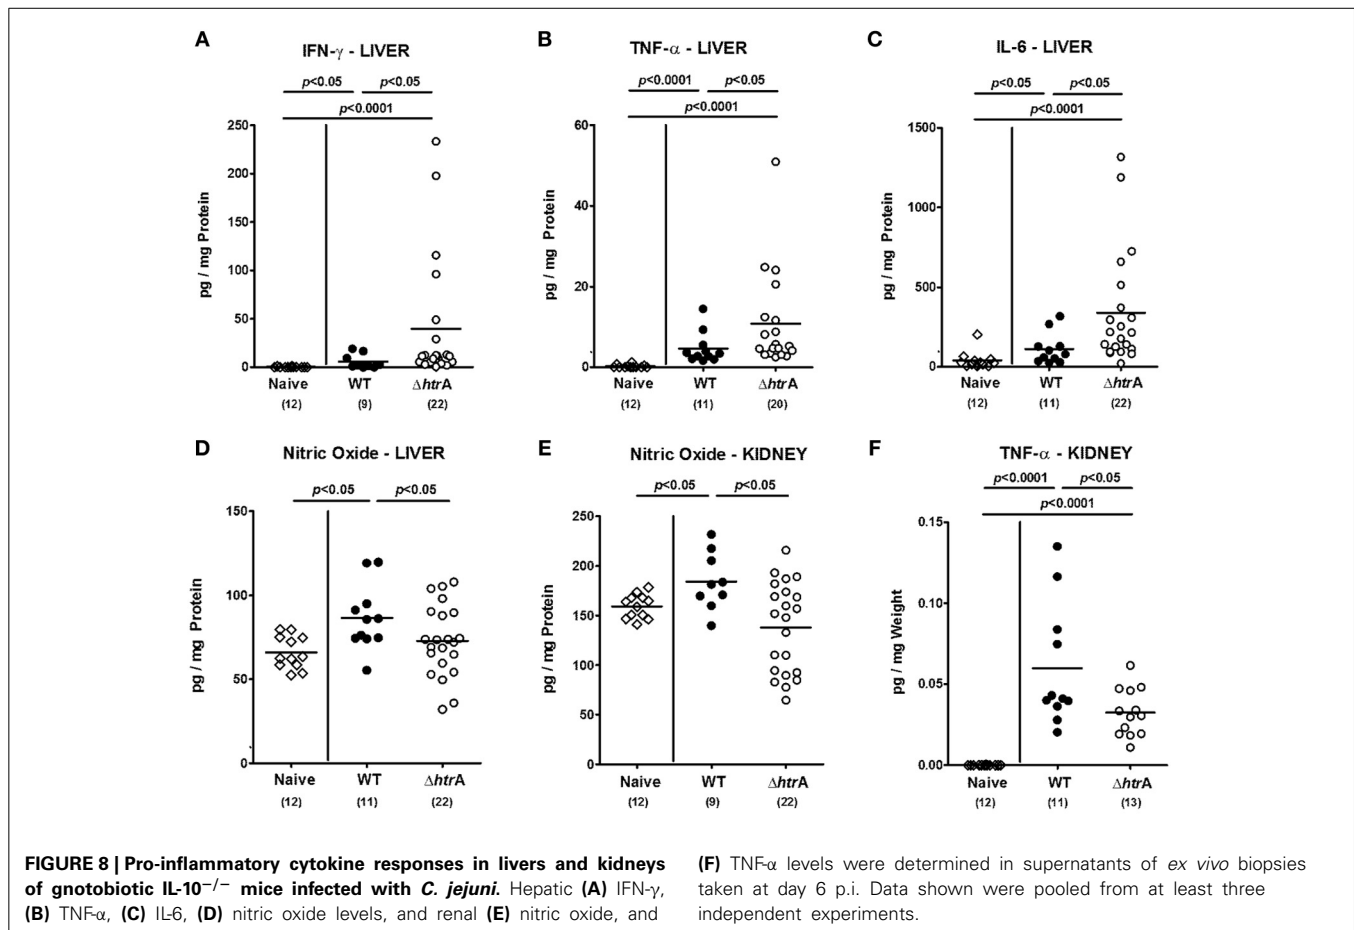 A
IFN-γ - LIVER
p<0.05 p<0.05
p<0.0001
pg / mg Protein
250
200
150
100
50
0
Naive WT ΔhtrA
(12) (9) (22)
B
TNF-α - LIVER
p<0.0001 p<0.05
p<0.0001
pg / mg Protein
60
40
20
0
Naive WT ΔhtrA
(12) (11) (20)
C
IL-6 - LIVER
p<0.05 p<0.05
p<0.0001
pg / mg Protein
1500
1000
500
0
Naive WT ΔhtrA
(12) (11) (22)
D
Nitric Oxide - LIVER
p<0.05 p<0.05
pg / mg Protein
150
100
50
0
Naive WT ΔhtrA
(12) (11) (22)
E
Nitric Oxide - KIDNEY
p<0.05 p<0.05
pg / mg Protein
250
200
150
100
50
0
Naive WT ΔhtrA
(12) (9) (22)
F
TNF-α - KIDNEY
p<0.0001 p<0.05
p<0.0001
pg / mg Weight
0.15
0.10
0.05
0.00
Naive WT ΔhtrA
(12) (11) (13)
FIGURE 8 | Pro-inflammatory cytokine responses in livers and kidneys
of gnotobiotic IL-10−/− mice infected with C. jejuni. Hepatic (A) IFN-γ,
(B) TNF-α, (C) IL-6, (D) nitric oxide levels, and renal (E) nitric oxide, and
(F) TNF-α levels were determined in supernatants of ex vivo biopsies
taken at day 6 p.i. Data shown were pooled from at least three
independent experiments.